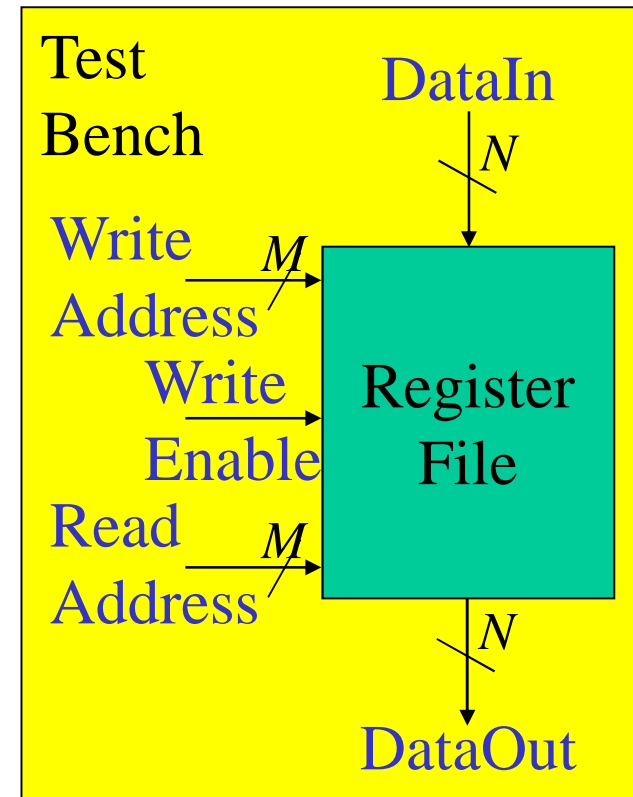 Test
Bench
DataIn
N
Write
Address
M
Write
Enable
Read
Address
M
Register
File
N
DataOut